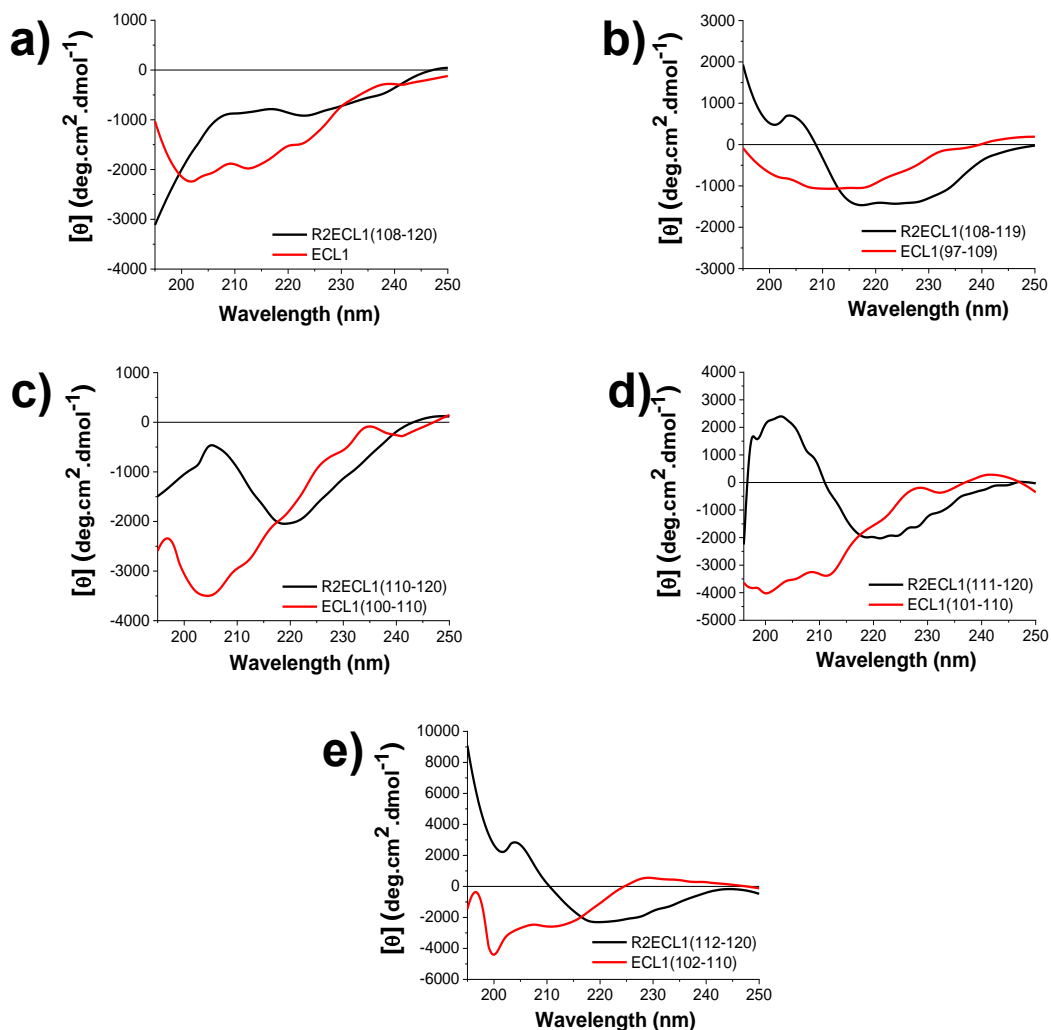 a)
1000
0
-1000
-2000
-3000
-4000
[θ] (deg.cm².dmol⁻¹)
R2ECL1(108-120)
ECL1
200 210 220 230 240 250
Wavelength (nm)
b)
3000
2000
1000
0
-1000
-2000
-3000
[θ] (deg.cm².dmol⁻¹)
R2ECL1(108-119)
ECL1(97-109)
200 210 220 230 240 250
Wavelength (nm)
c)
1000
0
-1000
-2000
-3000
-4000
[θ] (deg.cm².dmol⁻¹)
R2ECL1(110-120)
ECL1(100-110)
200 210 220 230 240 250
Wavelength (nm)
d)
4000
3000
2000
1000
0
-1000
-2000
-3000
-4000
-5000
[θ] (deg.cm².dmol⁻¹)
R2ECL1(111-120)
ECL1(101-110)
200 210 220 230 240 250
Wavelength (nm)
e)
10000
8000
6000
4000
2000
0
-2000
-4000
-6000
[θ] (deg.cm².dmol⁻¹)
R2ECL1(112-120)
ECL1(102-110)
200 210 220 230 240 250
Wavelength (nm)